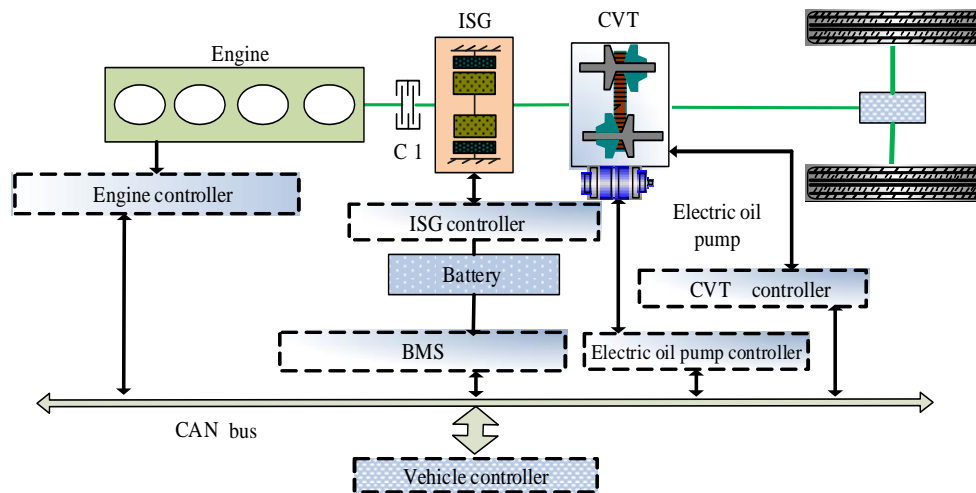 ISG
CVT
Engine
C 1
Engine controller
ISG controller
Electric oil
pump
Battery
CVT controller
BMS
Electric oil pump controller
CAN bus
Vehicle controller